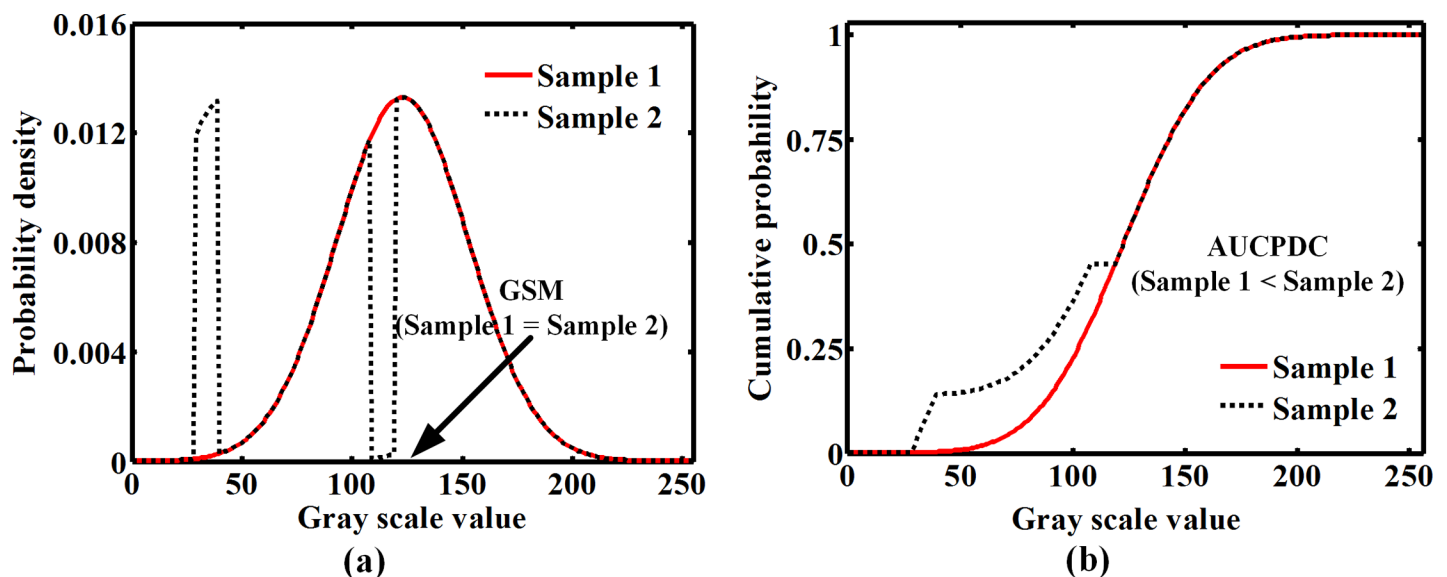 0.016
0.012
0.008
0.004
0
Probability density
Sample 1
Sample 2
GSM
(Sample 1 = Sample 2)
0 50 100 150 200 250
Gray scale value
(a)
1
0.75
0.5
0.25
0
Cumulative probahility
AUCPDC
(Sample 1 < Sample 2)
Sample 1
Sample 2
0 50 100 150 200 250
Gray scale value
(b)